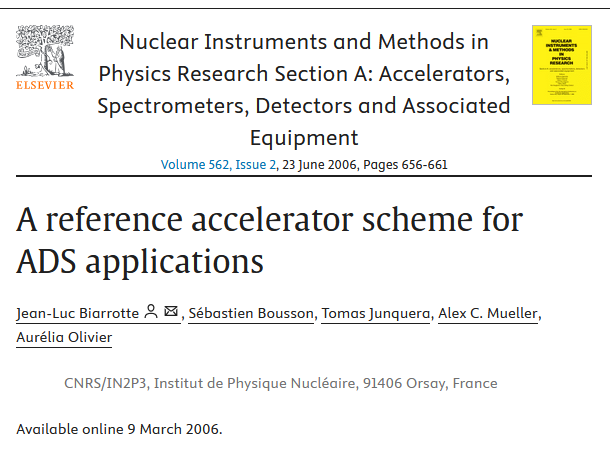 Nuclear Instruments and Methods in
Physics Research Section A: Accelerators,
Spectrometers, Detectors and Associated
Equipment
Volume 562, Issue 2, 23 June 2006, Pages 656-661
ELSEVIER
NUCLEAR
INSTRUMENTS
& METHODS
IN
PHYSICS
RESEARCH
A reference accelerator scheme for
ADS applications
Jean-Luc Biarrotte, Sébastien Bousson, Tomas Junquera, Alex C. Mueller,
Aurélia Olivier
CNRS/IN2P3, Institut de Physique Nucléaire, 91406 Orsay, France
Available online 9 March 2006.